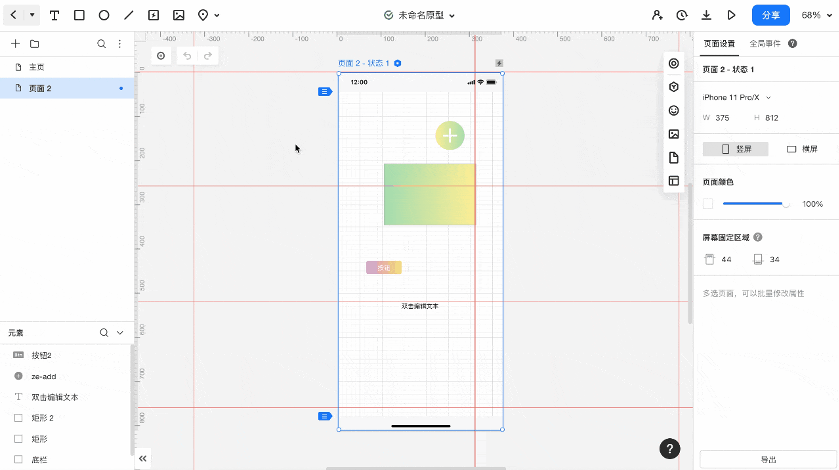 未命名原型
分享
68%
主页
页面 2
元素
按钮2
ze-add
双击编辑文本
矩形 2
矩形
底栏
-400
-300
-200
-100
0
100
200
300
400
500
600
700
0
100
200
300
400
500
600
700
800
页面 2 - 状态 1
12:00
按钮
双击编辑文本
页面设置
全局事件
?
页面 2 - 状态 1
iPhone 11 Pro/X
W 375
H 812
竖屏
横屏
页面颜色
100%
屏幕固定区域 ?
44
34
多选页面，可以批量修改属性
导出
?